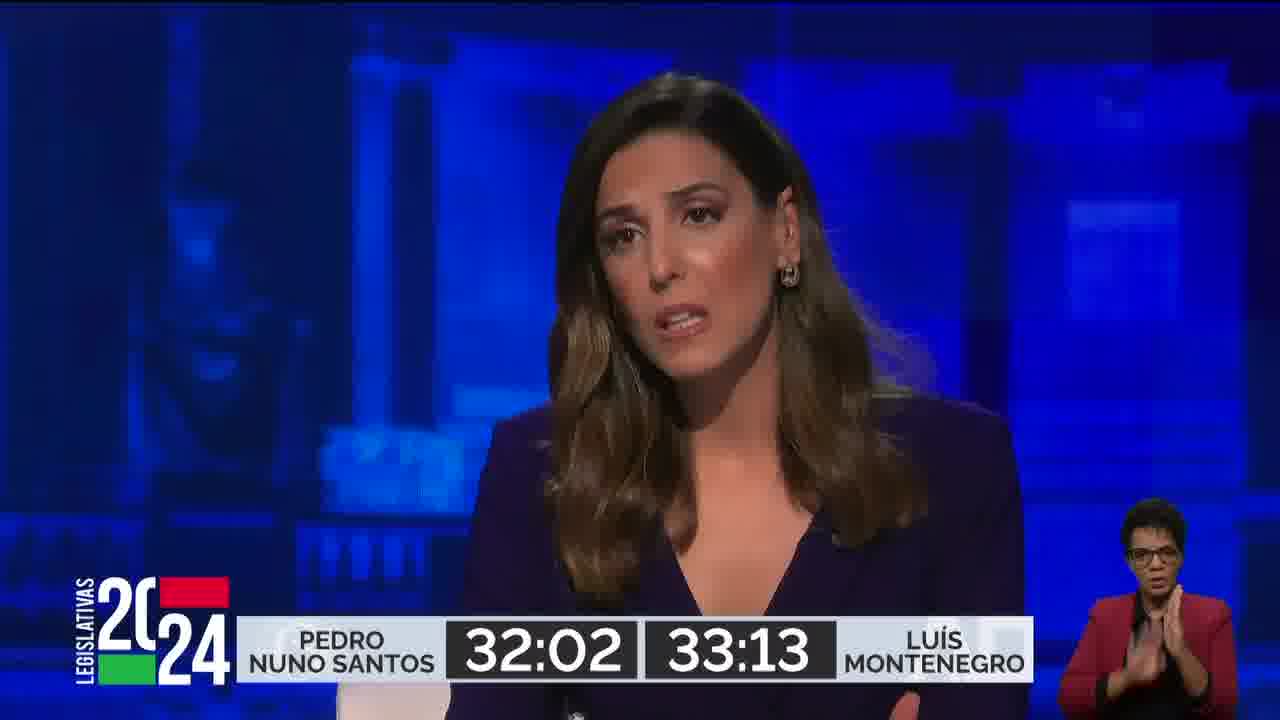 LEGISLATIVAS
2024
PEDRO
NUNO SANTOS
32:02
33:13
LUÍS
MONTENEGRO